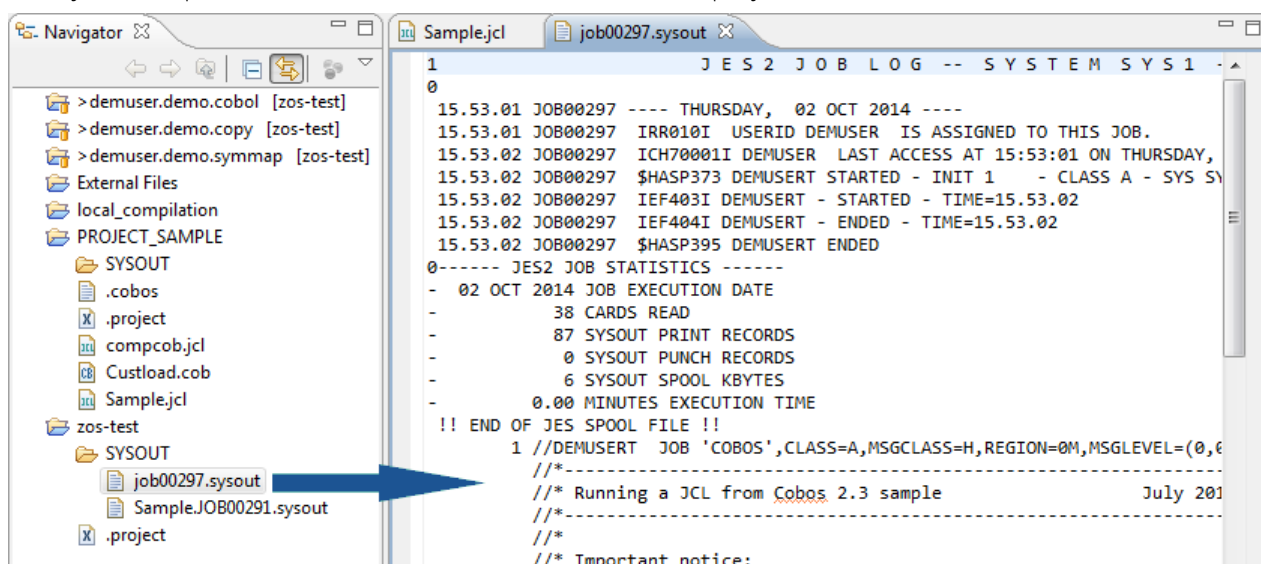 Navigator
>demuser.demo.cobol [zos-test]
>demuser.demo.copy [zos-test]
>demuser.demo.symmap [zos-test]
External Files
local_compilation
PROJECT_SAMPLE
SYSOUT
.cobos
.project
compcob.jcl
Custload.cob
Sample.jcl
zos-test
SYSOUT
job00297.sysout
Sample.JOB00291.sysout
.project
Sample.jcl job00297.sysout
1 J E S 2 J O B L O G -- S Y S T E M S Y S 1 -
0
15.53.01 JOB00297 ---- THURSDAY, 02 OCT 2014 ----
15.53.01 JOB00297 IRR010I USERID DEMUSER IS ASSIGNED TO THIS JOB.
15.53.02 JOB00297 ICH70001I DEMUSER LAST ACCESS AT 15:53:01 ON THURSDAY,
15.53.02 JOB00297 $HASP373 DEMUSERT STARTED - INIT 1 - CLASS A - SYS SY
15.53.02 JOB00297 IEF403I DEMUSERT - STARTED - TIME=15.53.02
15.53.02 JOB00297 IEF404I DEMUSERT - ENDED - TIME=15.53.02
15.53.02 JOB00297 $HASP395 DEMUSERT ENDED
0------ JES2 JOB STATISTICS ------
- 02 OCT 2014 JOB EXECUTION DATE
- 38 CARDS READ
- 87 SYSOUT PRINT RECORDS
- 0 SYSOUT PUNCH RECORDS
- 6 SYSOUT SPOOL KBYTES
- 0.00 MINUTES EXECUTION TIME
!! END OF JES SPOOL FILE !!
1 //DEMUSERT JOB 'COBOS',CLASS=A,MSGCLASS=H,REGION=0M,MSGLEVEL=(0,0
//*----------------------------------------------------------------
//* Running a JCL from Cobos 2.3 sample July 201
//*----------------------------------------------------------------
//*
//* Important notice: